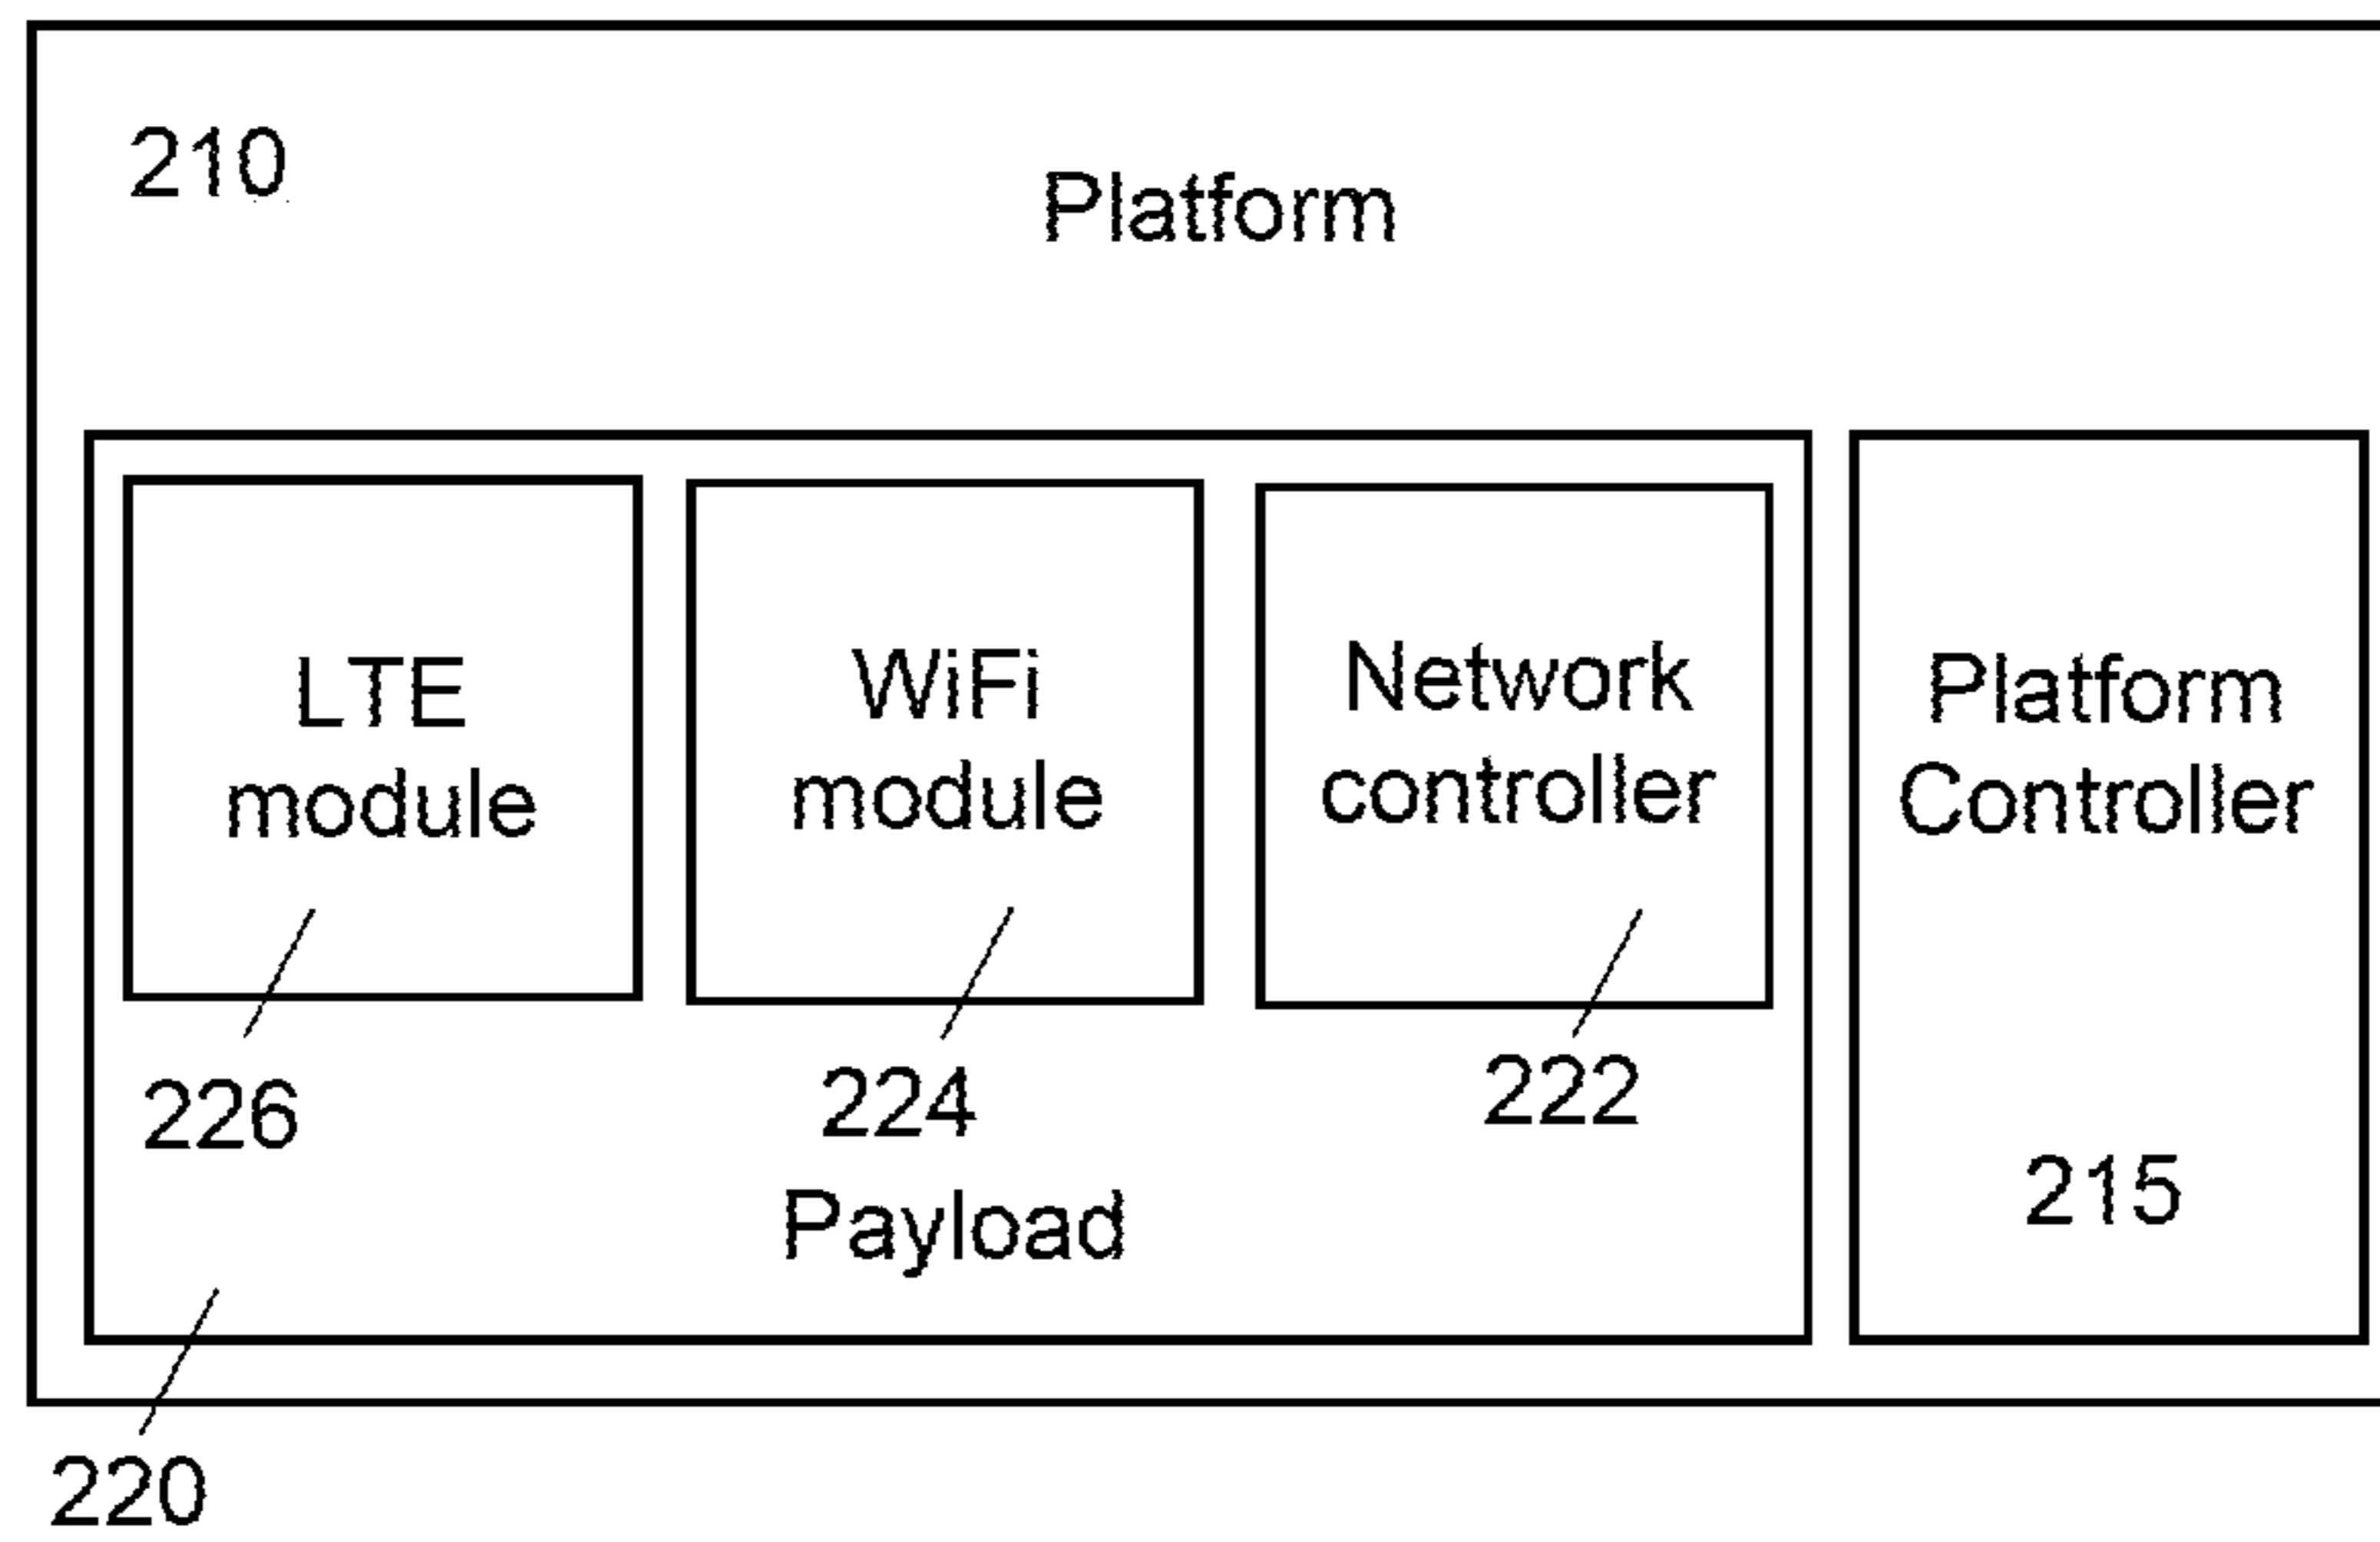 210
Platform
LTE
module
WiFi
module
Network
controller
Platform
Controller
226
224
222
215
Payload
220